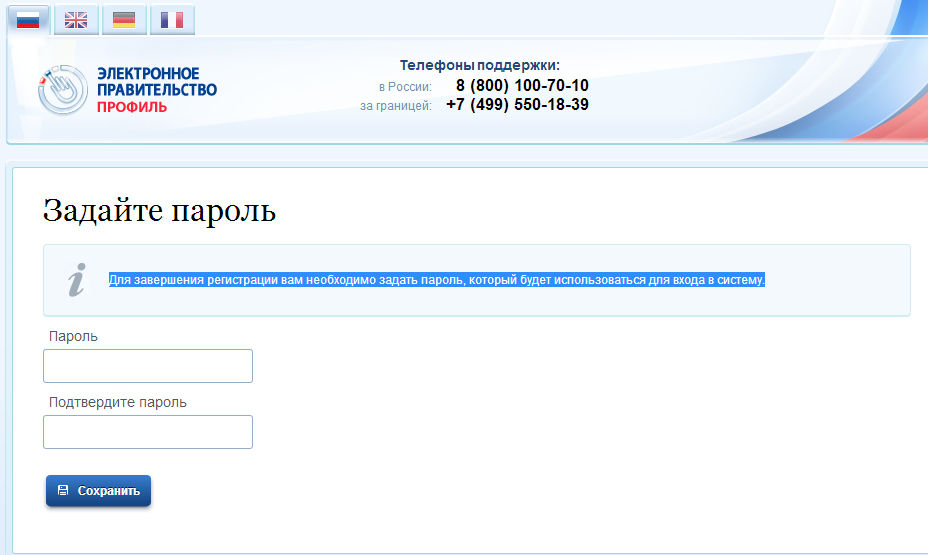 ЭЛЕКТРОННОЕ
ПРАВИТЕЛЬСТВО
ПРОФИЛЬ
Телефоны поддержки:
в России: 8 (800) 100-70-10
за границей: +7 (499) 550-18-39
Задайте пароль
Для завершения регистрации вам необходимо задать пароль, который будет использоваться для входа в систему.
Пароль
Подтвердите пароль
Сохранить